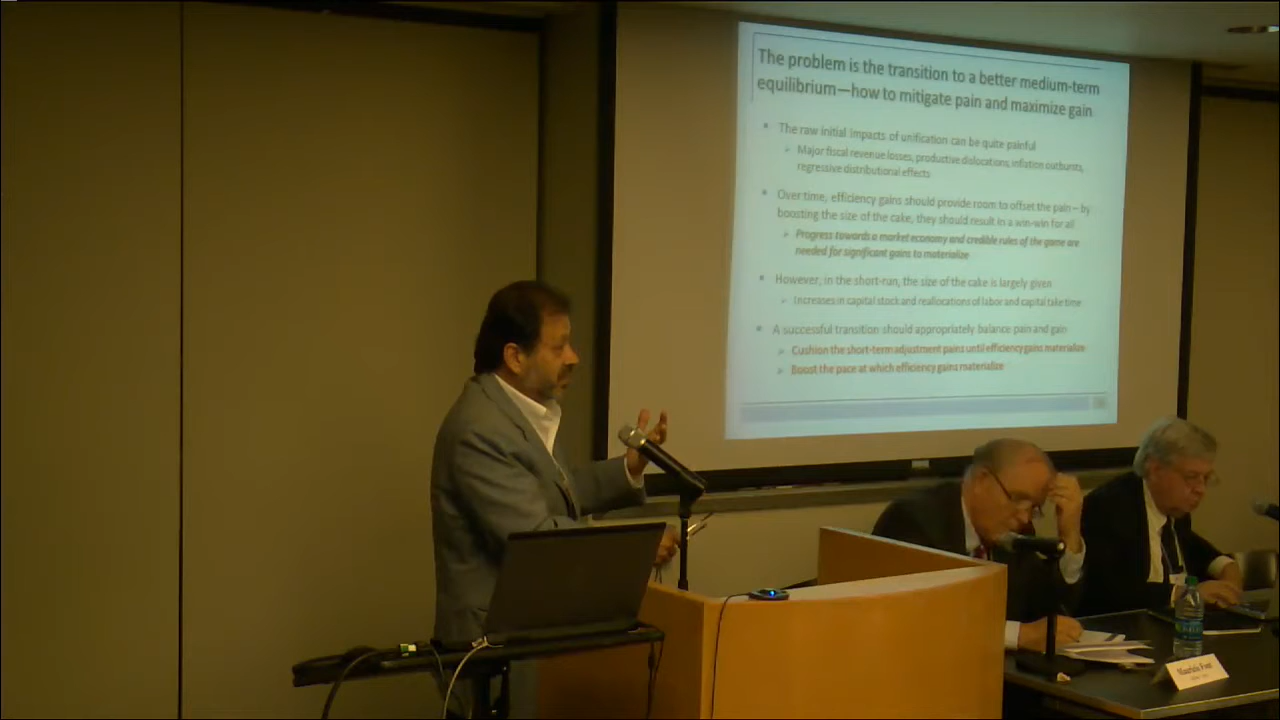 The problem is the transition to a better medium-term
equilibrium—how to mitigate pain and maximize gain
The raw initial impacts of unification can be quite painful
Major fiscal revenue losses, productive dislocations, inflation outbursts,
regressive distributional effects
Over time, efficiency gains should provide room to offset the pain—by
boosting the size of the cake, they should result in a win-win for all
Progress towards a market economy and credible rules of the game are
needed for significant gains to materialize
However, in the short-run, the size of the cake is largely given
Increases in capital stock and reallocations of labor and capital take time
A successful transition should appropriately balance pain and gain
Cushion the short-term adjustment pains until efficiency gains materialize
Boost the pace at which efficiency gains materialize